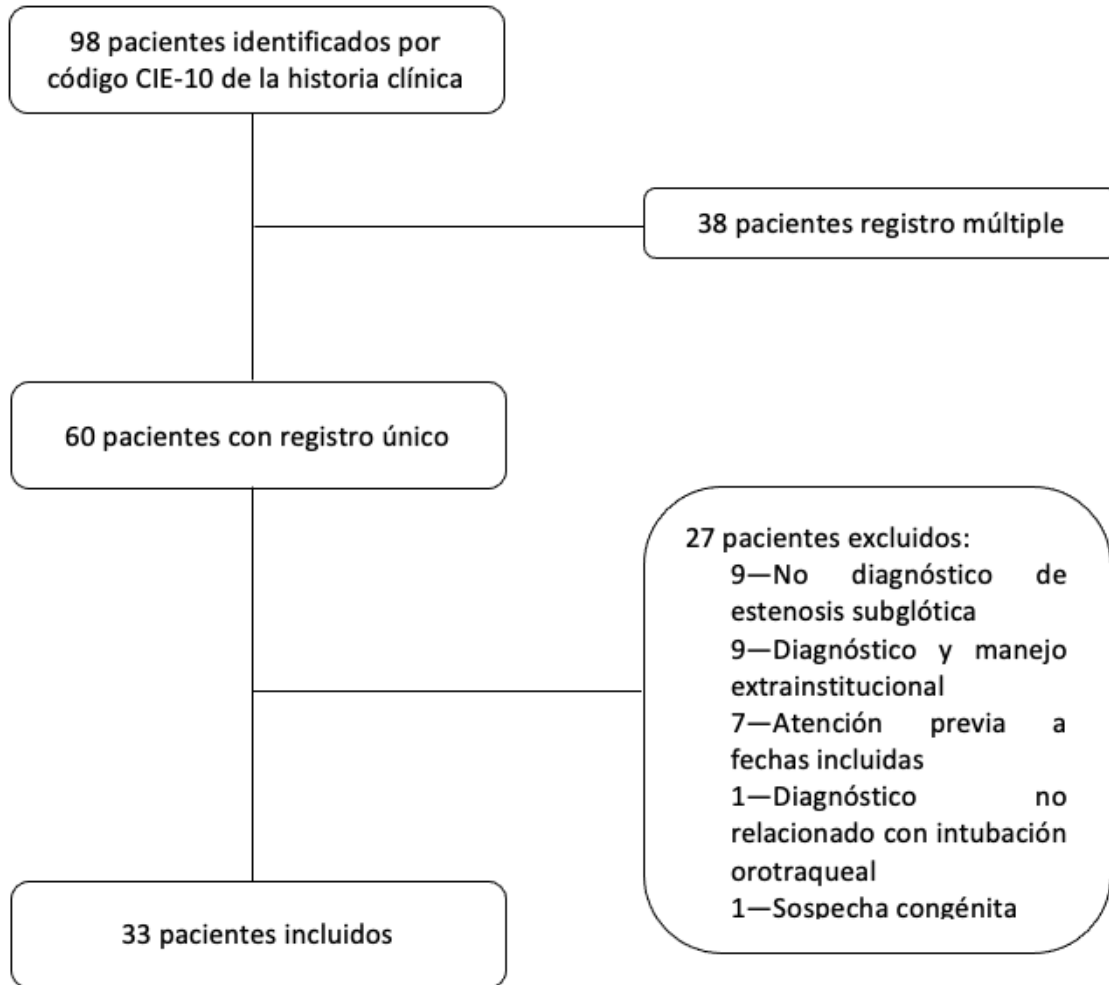 98 pacientes identificados por
código CIE-10 de la historia clínica
38 pacientes registro múltiple
60 pacientes con registro único
27 pacientes excluidos:
9—No diagnóstico de
estenosis subglótica
9—Diagnóstico y manejo
extrainstitucional
7—Atención previa a
fechas incluidas
1—Diagnóstico no
relacionado con intubación
orotraqueal
1—Sospecha congénita
33 pacientes incluidos